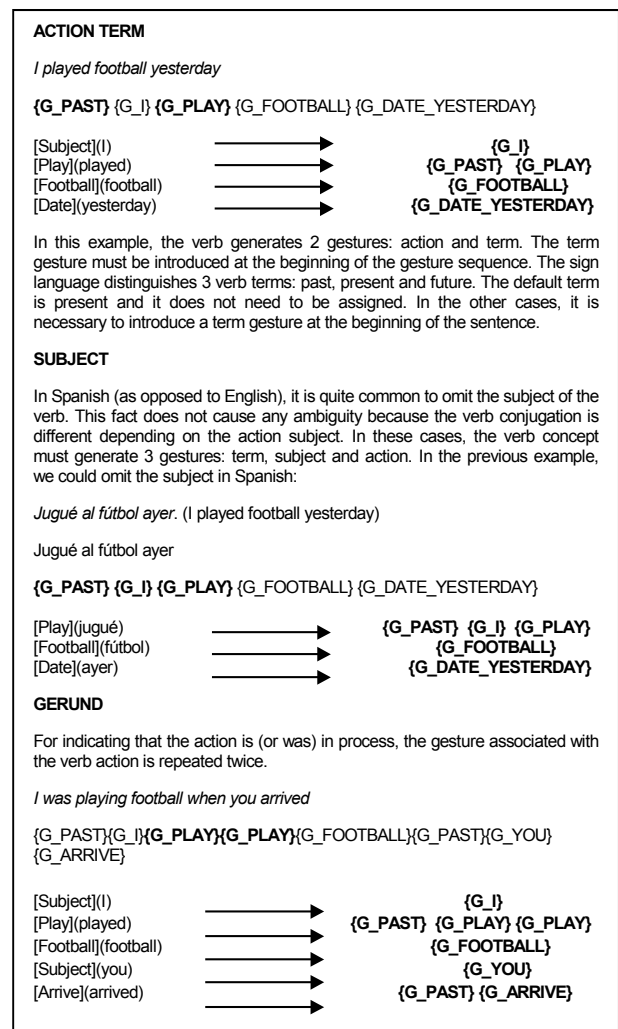 ACTION TERM
I played football yesterday
{G_PAST} {G_I} {G_PLAY} {G_FOOTBALL} {G_DATE_YESTERDAY}
[Subject](I) {G_I}
[Play](played) {G_PAST} {G_PLAY}
[Football](football) {G_FOOTBALL}
[Date](yesterday) {G_DATE_YESTERDAY}
In this example, the verb generates 2 gestures: action and term. The term
gesture must be introduced at the beginning of the gesture sequence. The sign
language distinguishes 3 verb terms: past, present and future. The default term
is present and it does not need to be assigned. In the other cases, it is
necessary to introduce a term gesture at the beginning of the sentence.
SUBJECT
In Spanish (as opposed to English), it is quite common to omit the subject of the
verb. This fact does not cause any ambiguity because the verb conjugation is
different depending on the action subject. In these cases, the verb concept
must generate 3 gestures: term, subject and action. In the previous example,
we could omit the subject in Spanish:
Jugué al fútbol ayer. (I played football yesterday)
Jugué al fútbol ayer
{G_PAST} {G_I} {G_PLAY} {G_FOOTBALL} {G_DATE_YESTERDAY}
[Play](jugué) {G_PAST} {G_I} {G_PLAY}
[Football](fútbol) {G_FOOTBALL}
[Date](ayer) {G_DATE_YESTERDAY}
GERUND
For indicating that the action is (or was) in process, the gesture associated with
the verb action is repeated twice.
I was playing football when you arrived
{G_PAST}{G_I}{G_PLAY}{G_PLAY}{G_FOOTBALL}{G_PAST}{G_YOU}
{G_ARRIVE}
[Subject](I) {G_I}
[Play](played) {G_PAST} {G_PLAY} {G_PLAY}
[Football](football) {G_FOOTBALL}
[Subject](you) {G_YOU}
[Arrive](arrived) {G_PAST} {G_ARRIVE}